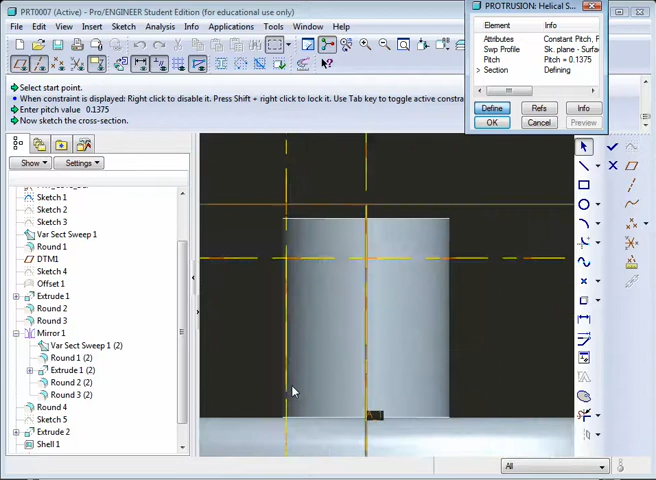 PRT0007 (Active) - Pro/ENGINEER Student Edition (for educational use only)
File Edit View Insert Sketch Analysis Info Applications Tools Window Help
Select start point.
When constraint is displayed: Right click to disable it. Press Shift + right click to lock it. Use Tab key to toggle active constra
Enter pitch value 0.1375
Now sketch the cross-section.
PROTRUSION: Helical S...
Element Info
Attributes Constant Pitch, F
Swp Profile Sk. plane - Surfa
Pitch Pitch = 0.1375
> Section Defining
Define Refs Info
OK Cancel Preview
Show Settings
Sketch 1
Sketch 2
Sketch 3
Var Sect Sweep 1
Round 1
DTM1
Sketch 4
Offset 1
Extrude 1
Round 2
Round 3
Mirror 1
Var Sect Sweep 1 (2)
Round 1 (2)
Extrude 1 (2)
Round 2 (2)
Round 3 (2)
Round 4
Sketch 5
Extrude 2
Shell 1
All